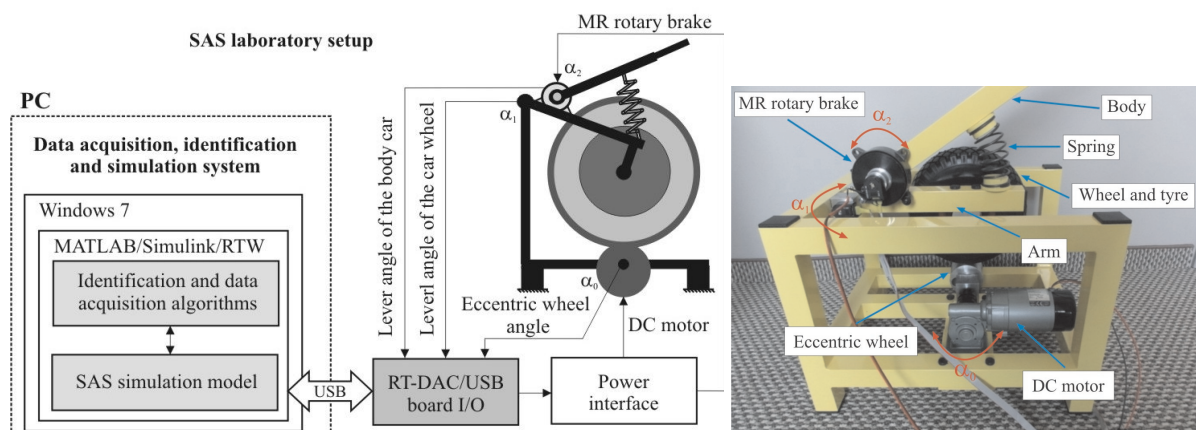 SAS laboratory setup
MR rotary brake
α2
α1
PC
Data acquisition, identification
and simulation system
Windows 7
MATLAB/Simulink/RTW
Identification and data
acquisition algorithms
SAS simulation model
USB
Lever angle of the body car
Leverl angle of the car wheel
α0
Eccentric wheel
angle
DC motor
RT-DAC/USB
board I/O
Power
interface
MR rotary brake
α2
Body
Spring
Wheel and tyre
α1
Arm
Eccentric wheel
α0
DC motor